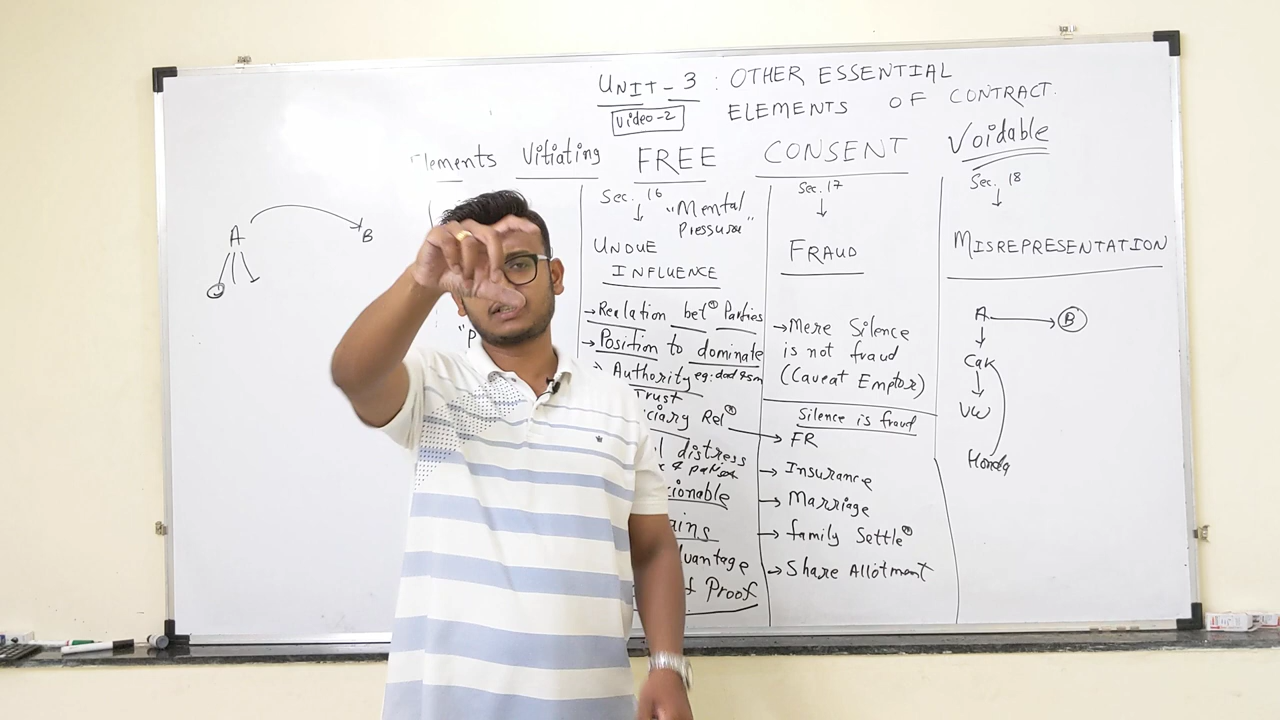 UNIT - 3 : OTHER ESSENTIAL
ELEMENTS OF CONTRACT.
Video-2
Elements Vitiating FREE CONSENT Voidable
A
B
Sec. 16
"Mental
Pressure"
UNDUE
INFLUENCE
→ Realation betⁿ Parties
→ Position to dominate
→ Authority eg: dad & son
Trust
ciary Relⁿ
l distress
cionable
ains
dvantage
f Proof
Sec. 17
FRAUD
→ Mere Silence
is not fraud
(Caveat Emptor)
Silence is fraud
→ FR
→ Insurance
→ Marriage
→ family Settleⁿ
→ Share Allotment
Sec. 18
MISREPRESENTATION
A → B
Car
VW
Honda